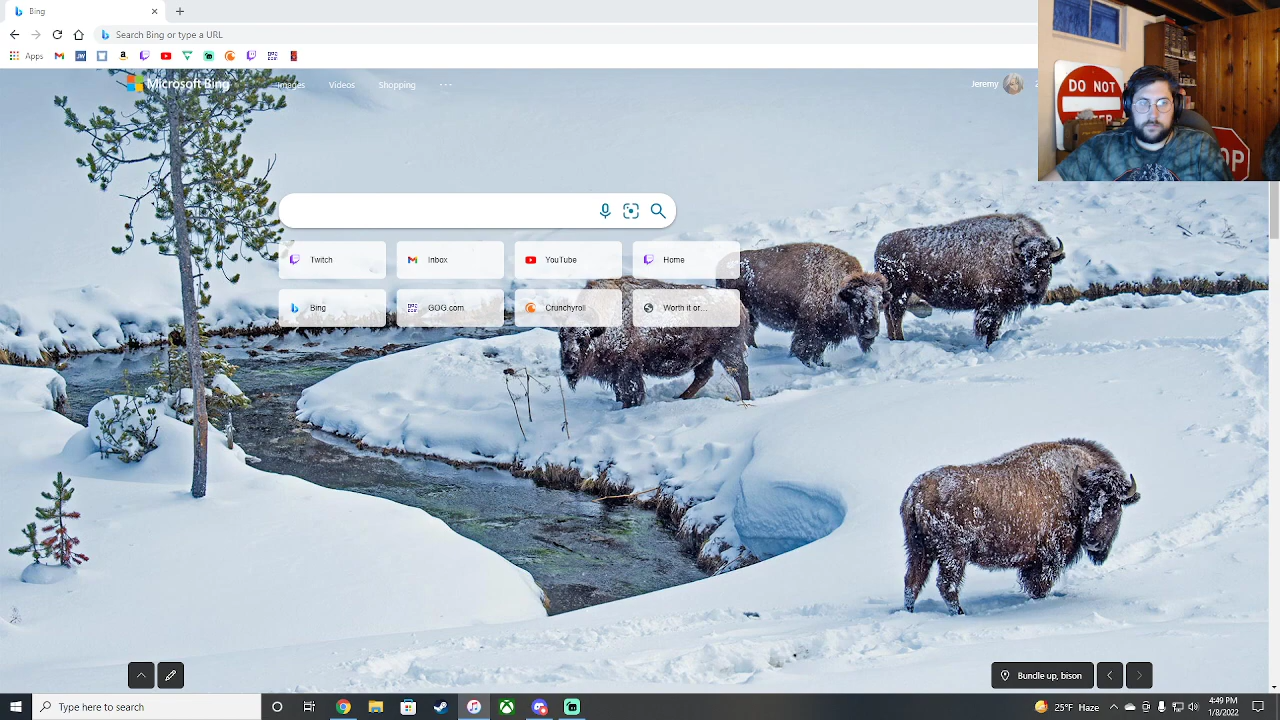 Bing
Search Bing or type a URL
Apps
Microsoft Bing
Images
Videos
Shopping
Jeremy
DO NOT
Twitch
Inbox
YouTube
Home
Bing
GOG.com
Crunchyroll
Worth it or...
Bundle up, bison
Type here to search
25°F Haze
4:49 PM
1/8/2022